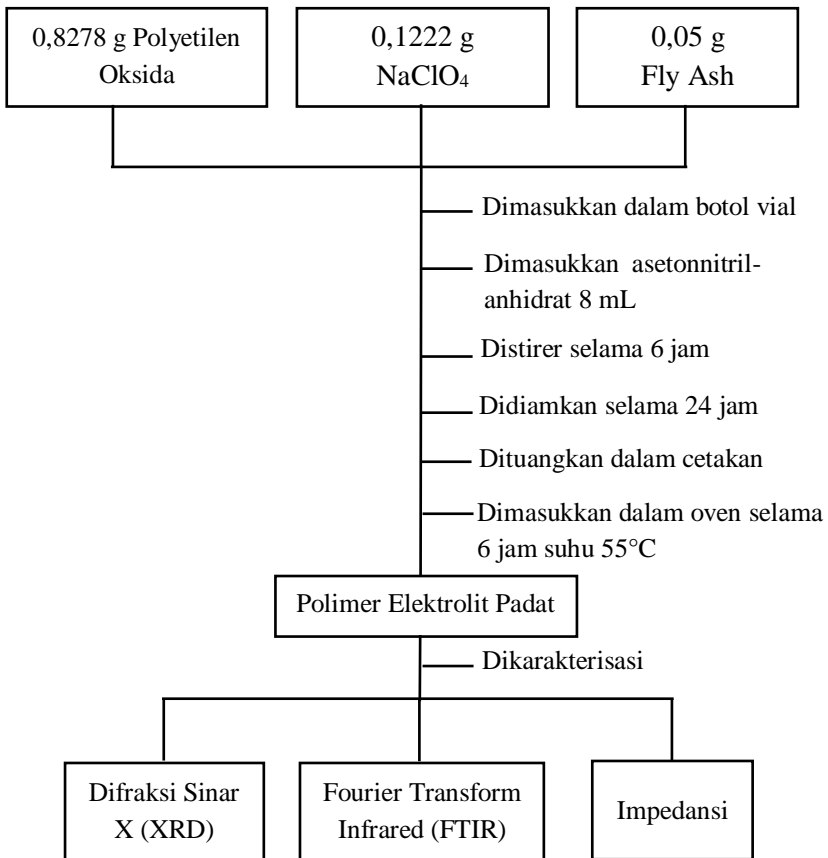 0,8278 g Polyetilen
Oksida
0,1222 g
NaClO₄
0,05 g
Fly Ash
Dimasukkan dalam botol vial
Dimasukkan asetonnitril-
anhidrat 8 mL
Distirer selama 6 jam
Didiamkan selama 24 jam
Dituangkan dalam cetakan
Dimasukkan dalam oven selama
6 jam suhu 55°C
Polimer Elektrolit Padat
Dikarakterisasi
Difraksi Sinar
X (XRD)
Fourier Transform
Infrared (FTIR)
Impedansi